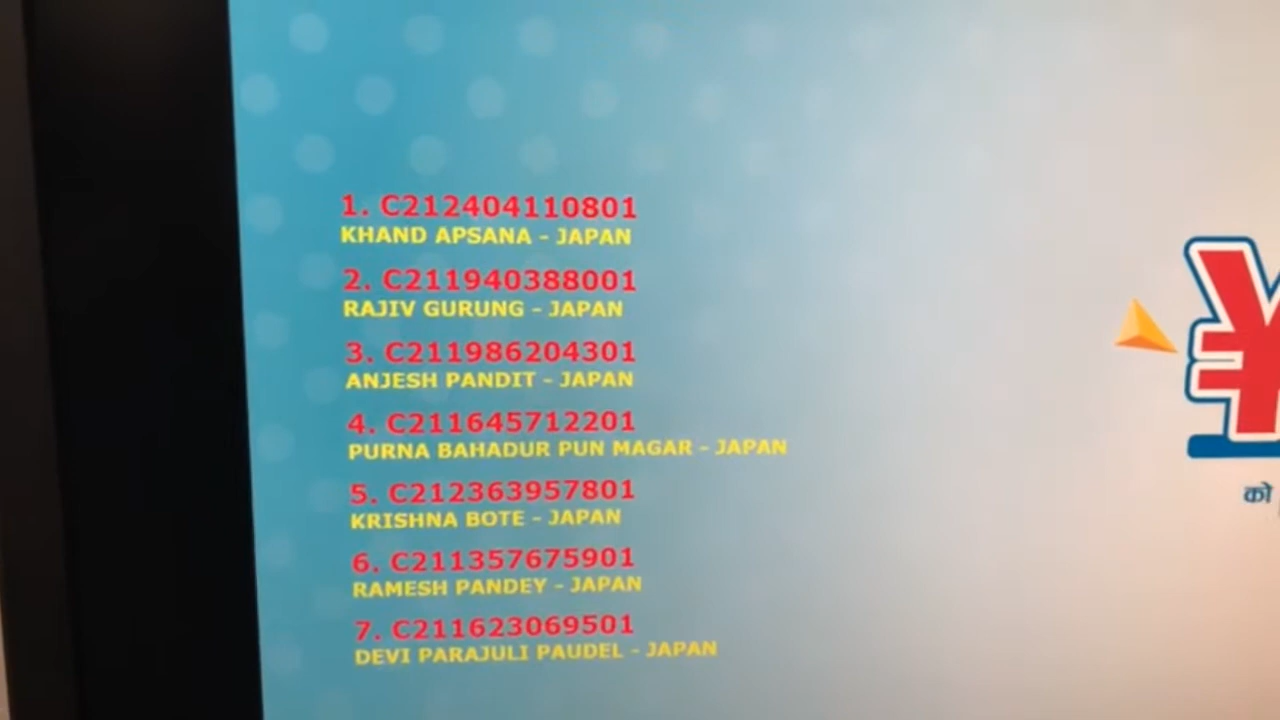 1. C212404110801
KHAND APSANA - JAPAN
2. C211940388001
RAJIV GURUNG - JAPAN
3. C211986204301
ANJESH PANDIT - JAPAN
4. C211645712201
PURNA BAHADUR PUN MAGAR - JAPAN
5. C212363957801
KRISHNA BOTE - JAPAN
6. C211357675901
RAMESH PANDEY - JAPAN
7. C211623069501
DEVI PARAJULI PAUDEL - JAPAN
¥
को